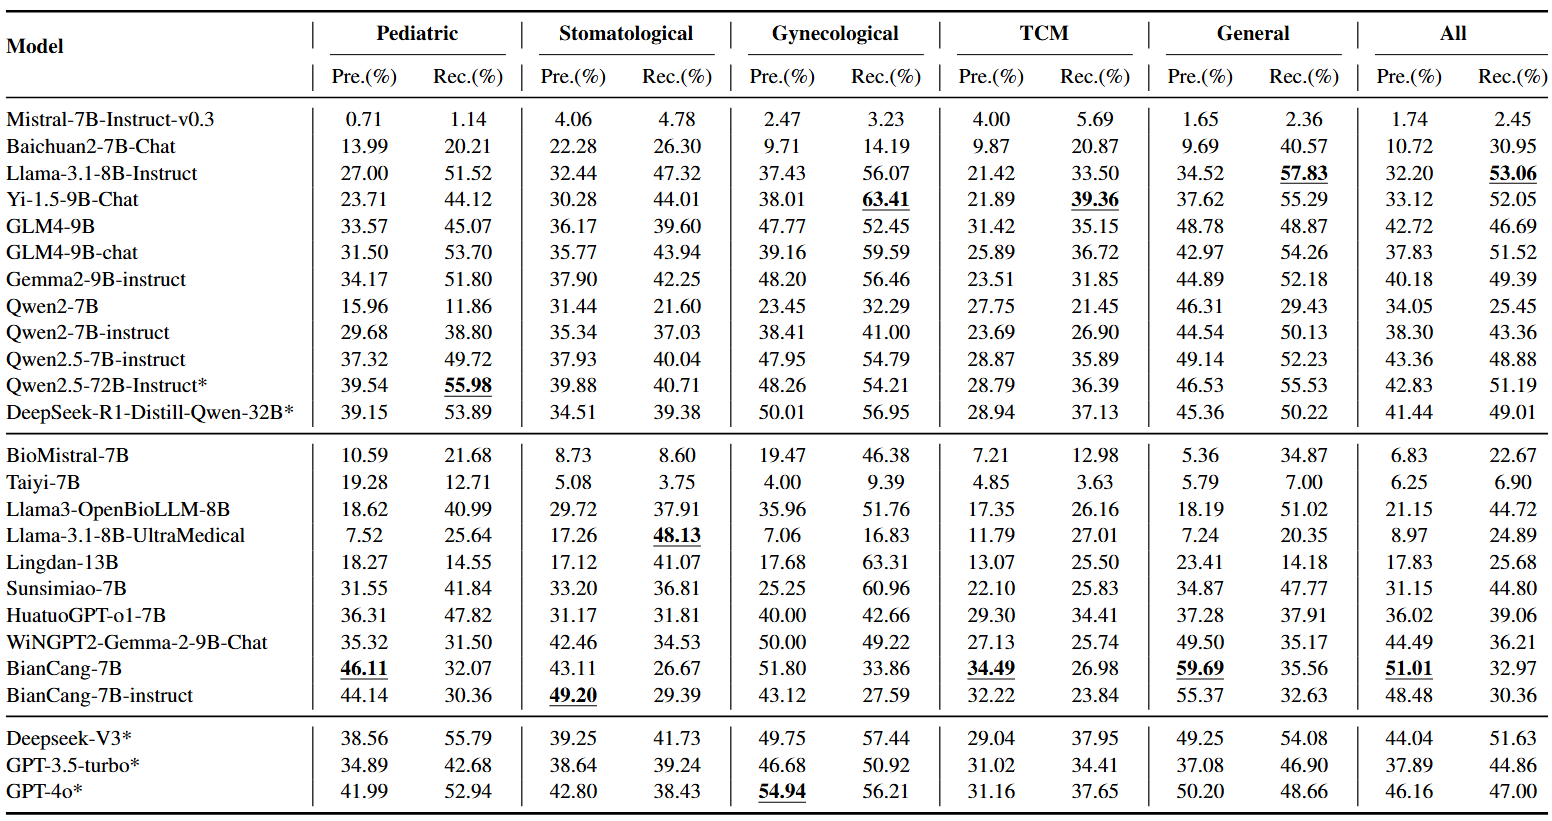 Model Pediatric Stomatological Gynecological TCM General All
Pre.(%) Rec.(%) Pre.(%) Rec.(%) Pre.(%) Rec.(%) Pre.(%) Rec.(%) Pre.(%) Rec.(%) Pre.(%) Rec.(%)
Mistral-7B-Instruct-v0.3 0.71 1.14 4.06 4.78 2.47 3.23 4.00 5.69 1.65 2.36 1.74 2.45
Baichuan2-7B-Chat 13.99 20.21 22.28 26.30 9.71 14.19 9.87 20.87 9.69 40.57 10.72 30.95
Llama-3.1-8B-Instruct 27.00 51.52 32.44 47.32 37.43 56.07 21.42 33.50 34.52 57.83 32.20 53.06
Yi-1.5-9B-Chat 23.71 44.12 30.28 44.01 38.01 63.41 21.89 39.36 37.62 55.29 33.12 52.05
GLM4-9B 33.57 45.07 36.17 39.60 47.77 52.45 31.42 35.15 48.78 48.87 42.72 46.69
GLM4-9B-chat 31.50 53.70 35.77 43.94 39.16 59.59 25.89 36.72 42.97 54.26 37.83 51.52
Gemma2-9B-instruct 34.17 51.80 37.90 42.25 48.20 56.46 23.51 31.85 44.89 52.18 40.18 49.39
Qwen2-7B 15.96 11.86 31.44 21.60 23.45 32.29 27.75 21.45 46.31 29.43 34.05 25.45
Qwen2-7B-instruct 29.68 38.80 35.34 37.03 38.41 41.00 23.69 26.90 44.54 50.13 38.30 43.36
Qwen2.5-7B-instruct 37.32 49.72 37.93 40.04 47.95 54.79 28.87 35.89 49.14 52.23 43.36 48.88
Qwen2.5-72B-Instruct* 39.54 55.98 39.88 40.71 48.26 54.21 28.79 36.39 46.53 55.53 42.83 51.19
DeepSeek-R1-Distill-Qwen-32B* 39.15 53.89 34.51 39.38 50.01 56.95 28.94 37.13 45.36 50.22 41.44 49.01
BioMistral-7B 10.59 21.68 8.73 8.60 19.47 46.38 7.21 12.98 5.36 34.87 6.83 22.67
Taiyi-7B 19.28 12.71 5.08 3.75 4.00 9.39 4.85 3.63 5.79 7.00 6.25 6.90
Llama3-OpenBioLLM-8B 18.62 40.99 29.72 37.91 35.96 51.76 17.35 26.16 18.19 51.02 21.15 44.72
Llama-3.1-8B-UltraMedical 7.52 25.64 17.26 48.13 7.06 16.83 11.79 27.01 7.24 20.35 8.97 24.89
Lingdan-13B 18.27 14.55 17.12 41.07 17.68 63.31 13.07 25.50 23.41 14.18 17.83 25.68
Sunsimiao-7B 31.55 41.84 33.20 36.81 25.25 60.96 22.10 25.83 34.87 47.77 31.15 44.80
HuatuoGPT-o1-7B 36.31 47.82 31.17 31.81 40.00 42.66 29.30 34.41 37.28 37.91 36.02 39.06
WiNGPT2-Gemma-2-9B-Chat 35.32 31.50 42.46 34.53 50.00 49.22 27.13 25.74 49.50 35.17 44.49 36.21
BianCang-7B 46.11 32.07 43.11 26.67 51.80 33.86 34.49 26.98 59.69 35.56 51.01 32.97
BianCang-7B-instruct 44.14 30.36 49.20 29.39 43.12 27.59 32.22 23.84 55.37 32.63 48.48 30.36
Deepseek-V3* 38.56 55.79 39.25 41.73 49.75 57.44 29.04 37.95 49.25 54.08 44.04 51.63
GPT-3.5-turbo* 34.89 42.68 38.64 39.24 46.68 50.92 31.02 34.41 37.08 46.90 37.89 44.86
GPT-4o* 41.99 52.94 42.80 38.43 54.94 56.21 31.16 37.65 50.20 48.66 46.16 47.00